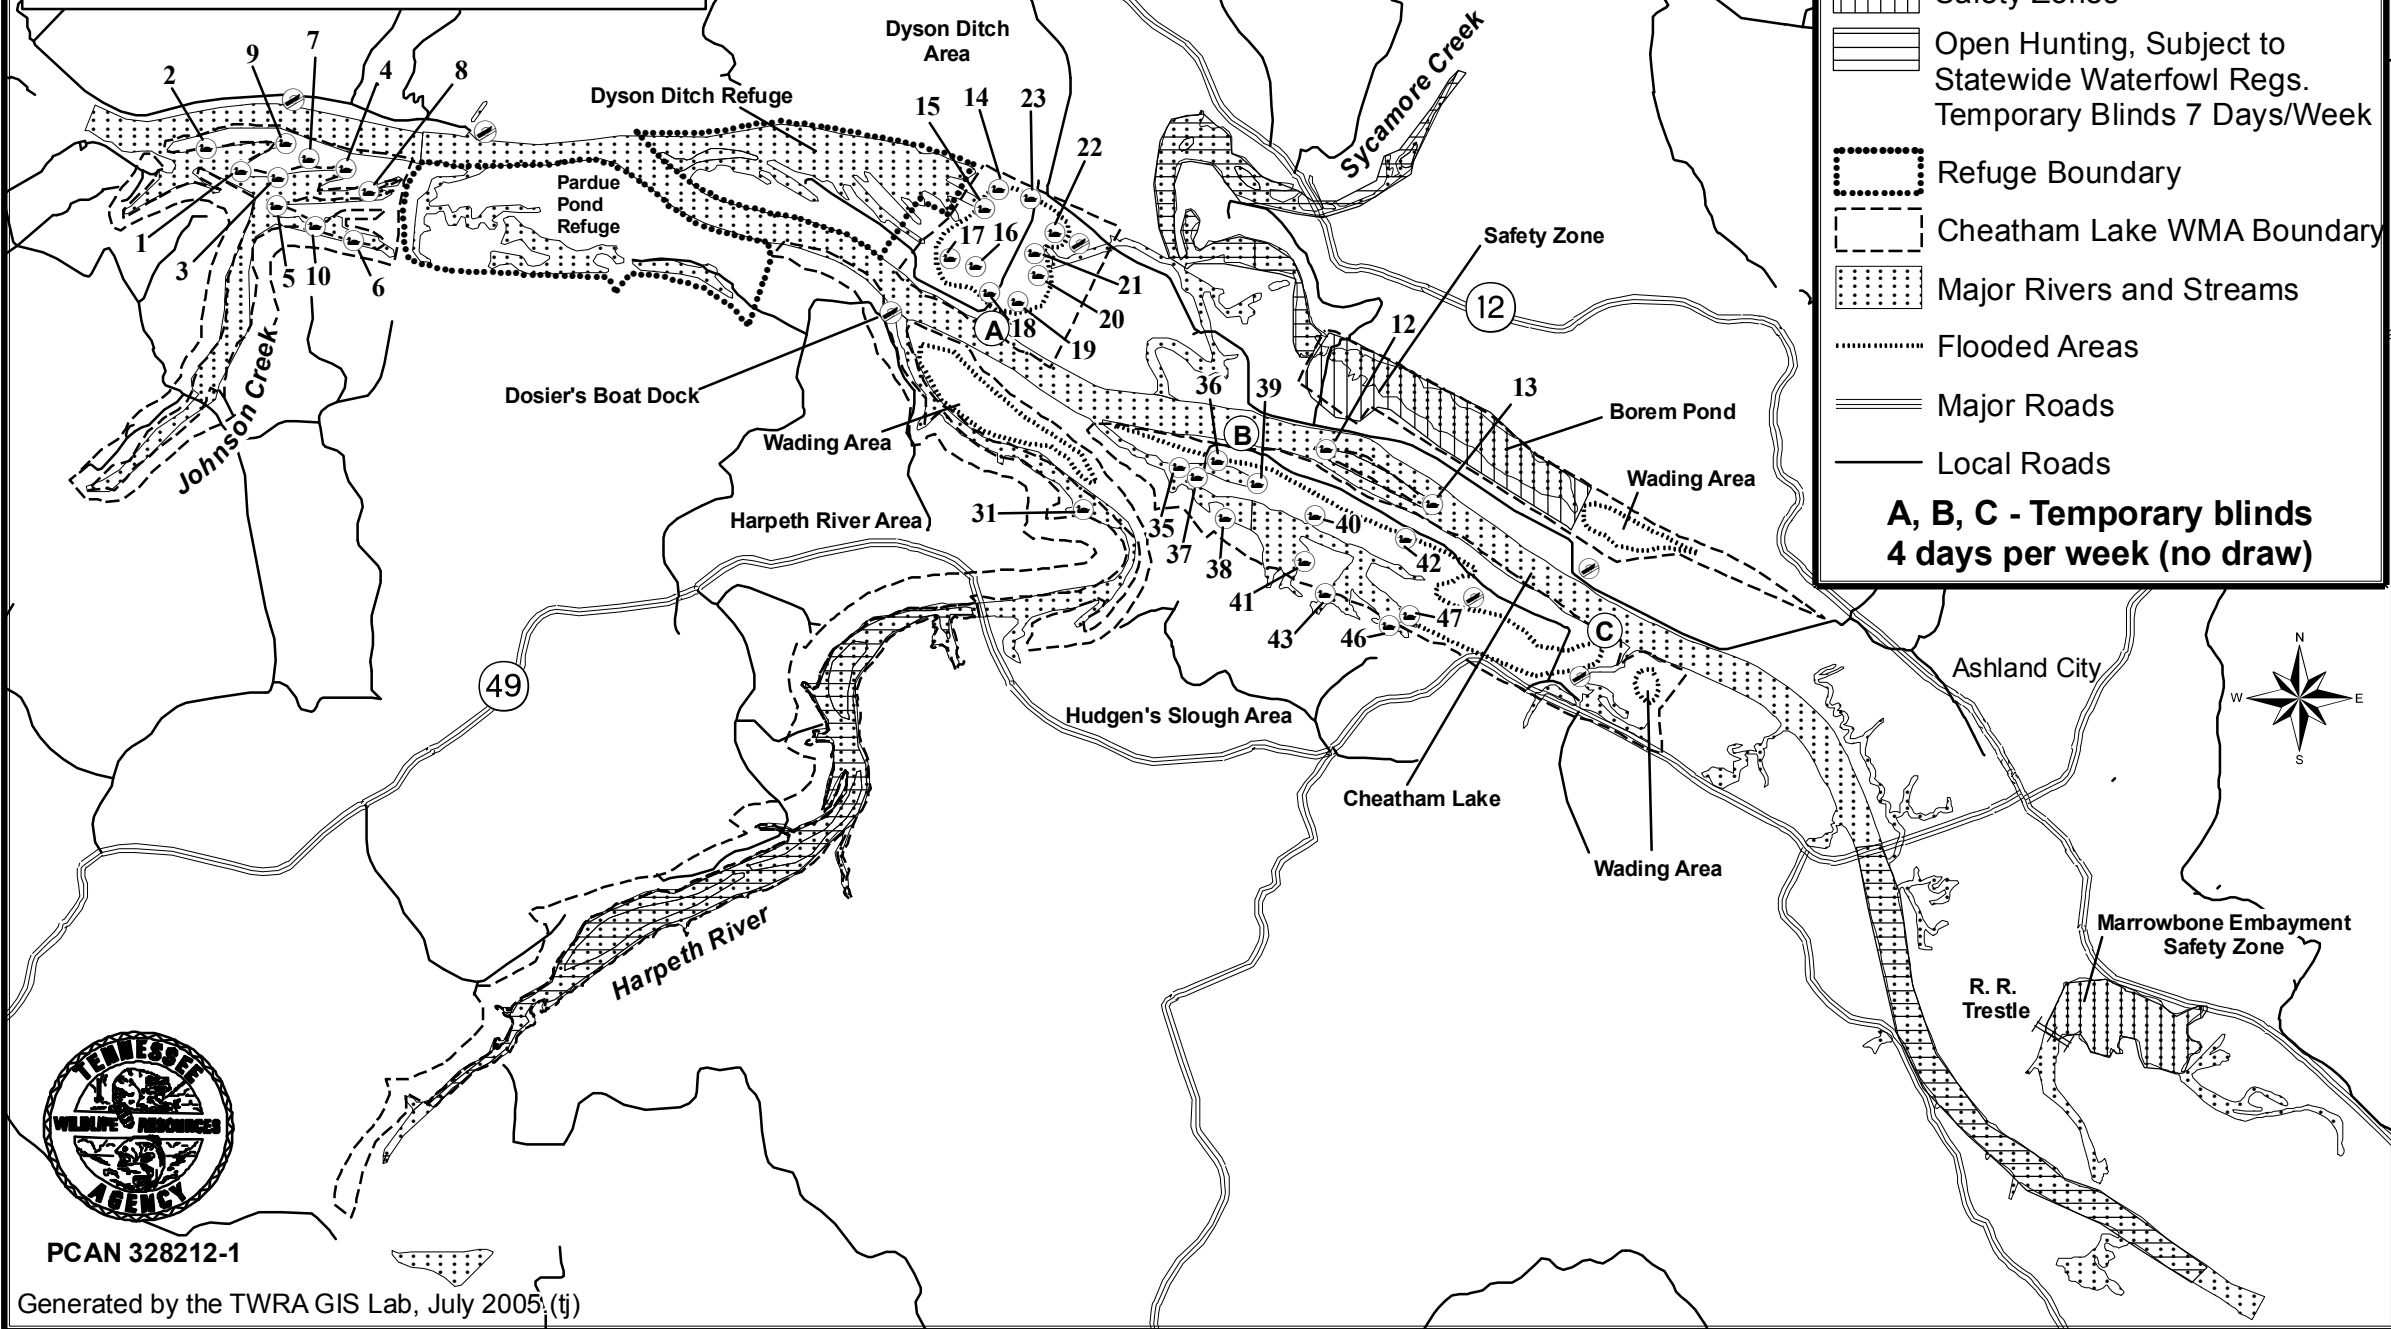 Safety Zones
Open Hunting, Subject to
Statewide Waterfowl Regs.
Temporary Blinds 7 Days/Week
Refuge Boundary
Cheatham Lake WMA Boundary
Major Rivers and Streams
Flooded Areas
Major Roads
Local Roads
A, B, C - Temporary blinds
4 days per week (no draw)
Dyson Ditch
Area
Dyson Ditch Refuge
Pardue
Pond
Refuge
Sycamore Creek
Safety Zone
Borem Pond
Wading Area
Johnson Creek
Dosier's Boat Dock
Wading Area
Harpeth River Area
Hudgen's Slough Area
Cheatham Lake
Wading Area
Ashland City
Harpeth River
Marrowbone Embayment
Safety Zone
R. R.
Trestle
2
9
7
4
8
1
3
5
10
6
15
14
23
22
17
16
21
20
18
19
A
12
12
13
36
39
B
31
35
37
38
40
42
41
43
46
47
C
49
N
W
E
S
TENNESSEE
WILDLIFE RESOURCES
AGENCY
PCAN 328212-1
Generated by the TWRA GIS Lab, July 2005 (tj)